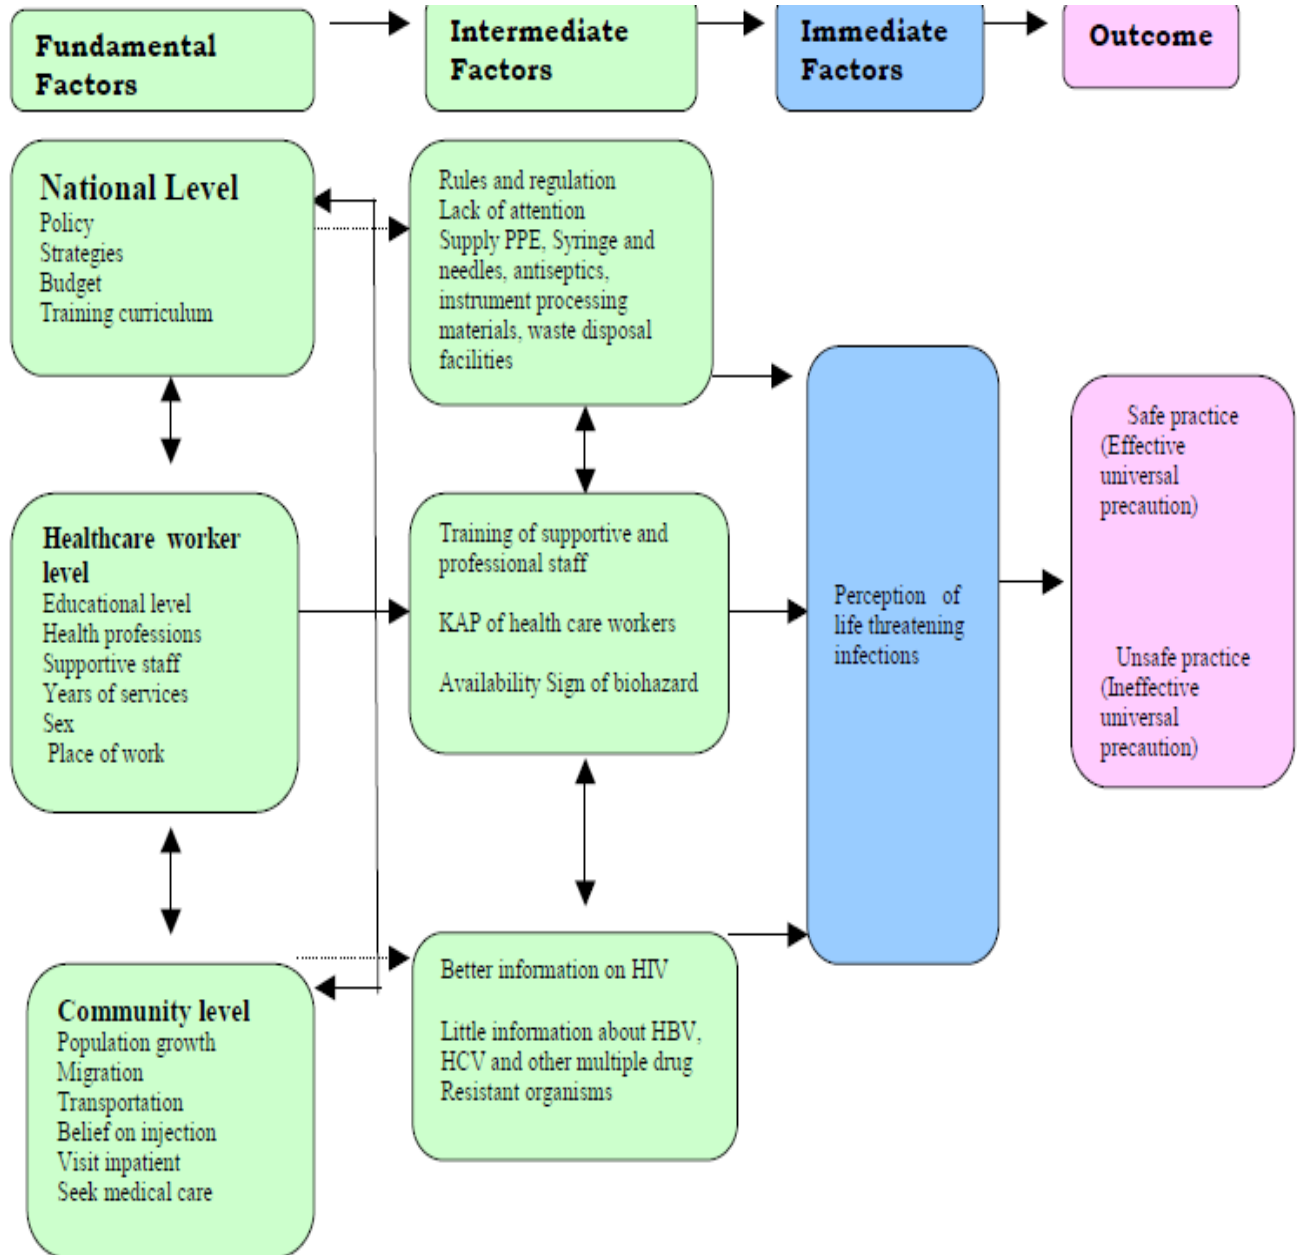 Fundamental
Factors
Intermediate
Factors
Immediate
Factors
Outcome
National Level
Policy
Strategies
Budget
Training curriculum
Rules and regulation
Lack of attention
Supply PPE, Syringe and
needles, antiseptics,
instrument processing
materials, waste disposal
facilities
Healthcare worker
level
Educational level
Health professions
Supportive staff
Years of services
Sex
Place of work
Training of supportive and
professional staff
KAP of health care workers
Availability Sign of biohazard
Perception of
life threatening
infections
Safe practice
(Effective
universal
precaution)
Unsafe practice
(Ineffective
universal
precaution)
Community level
Population growth
Migration
Transportation
Belief on injection
Visit inpatient
Seek medical care
Better information on HIV
Little information about HBV,
HCV and other multiple drug
Resistant organisms